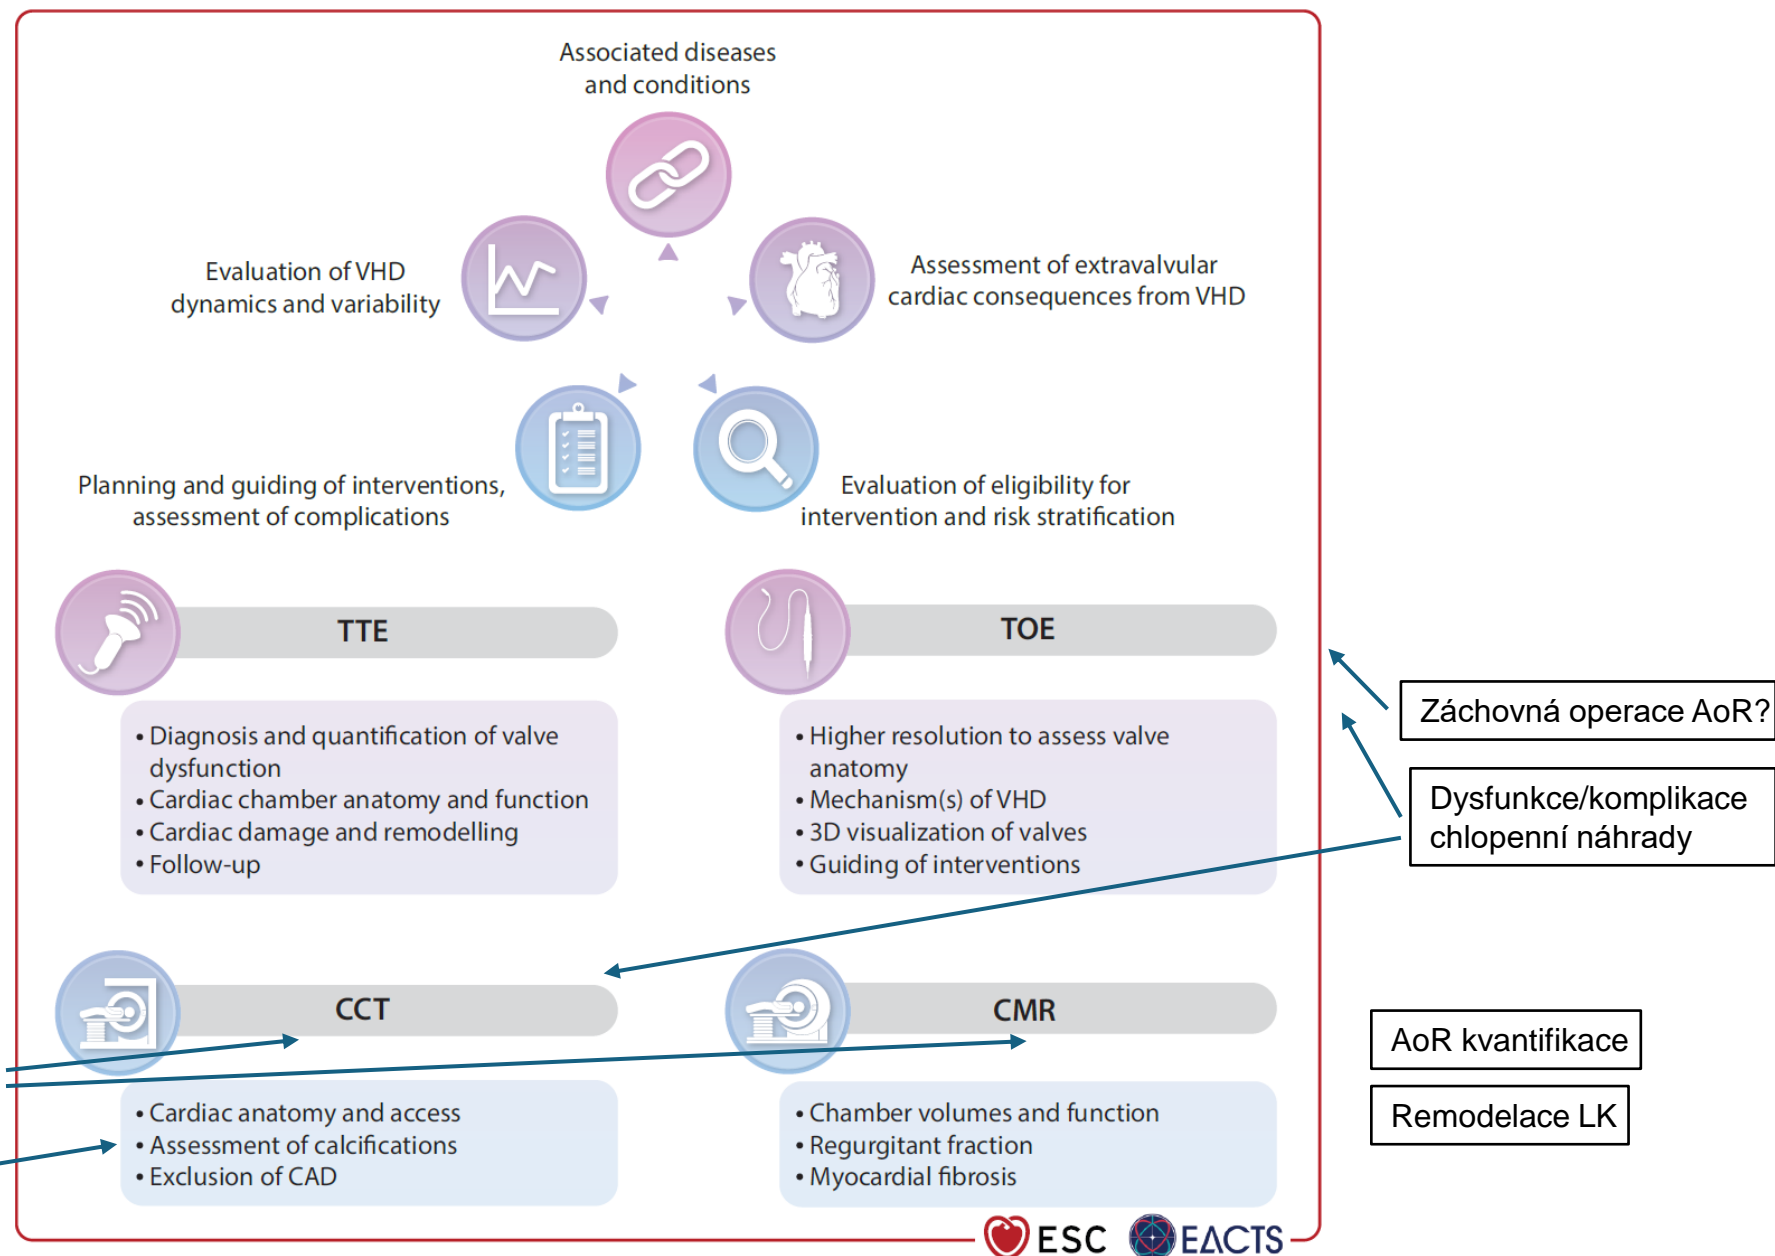 Associated diseases
and conditions
Evaluation of VHD
dynamics and variability
Assessment of extravalvular
cardiac consequences from VHD
Planning and guiding of interventions,
assessment of complications
Evaluation of eligibility for
intervention and risk stratification
TTE
• Diagnosis and quantification of valve
dysfunction
• Cardiac chamber anatomy and function
• Cardiac damage and remodelling
• Follow-up
TOE
• Higher resolution to assess valve
anatomy
• Mechanism(s) of VHD
• 3D visualization of valves
• Guiding of interventions
Záchovná operace AoR?
Dysfunkce/komplikace
chlopenní náhrady
CCT
• Cardiac anatomy and access
• Assessment of calcifications
• Exclusion of CAD
CMR
• Chamber volumes and function
• Regurgitant fraction
• Myocardial fibrosis
AoR kvantifikace
Remodelace LK
ESC
EACTS